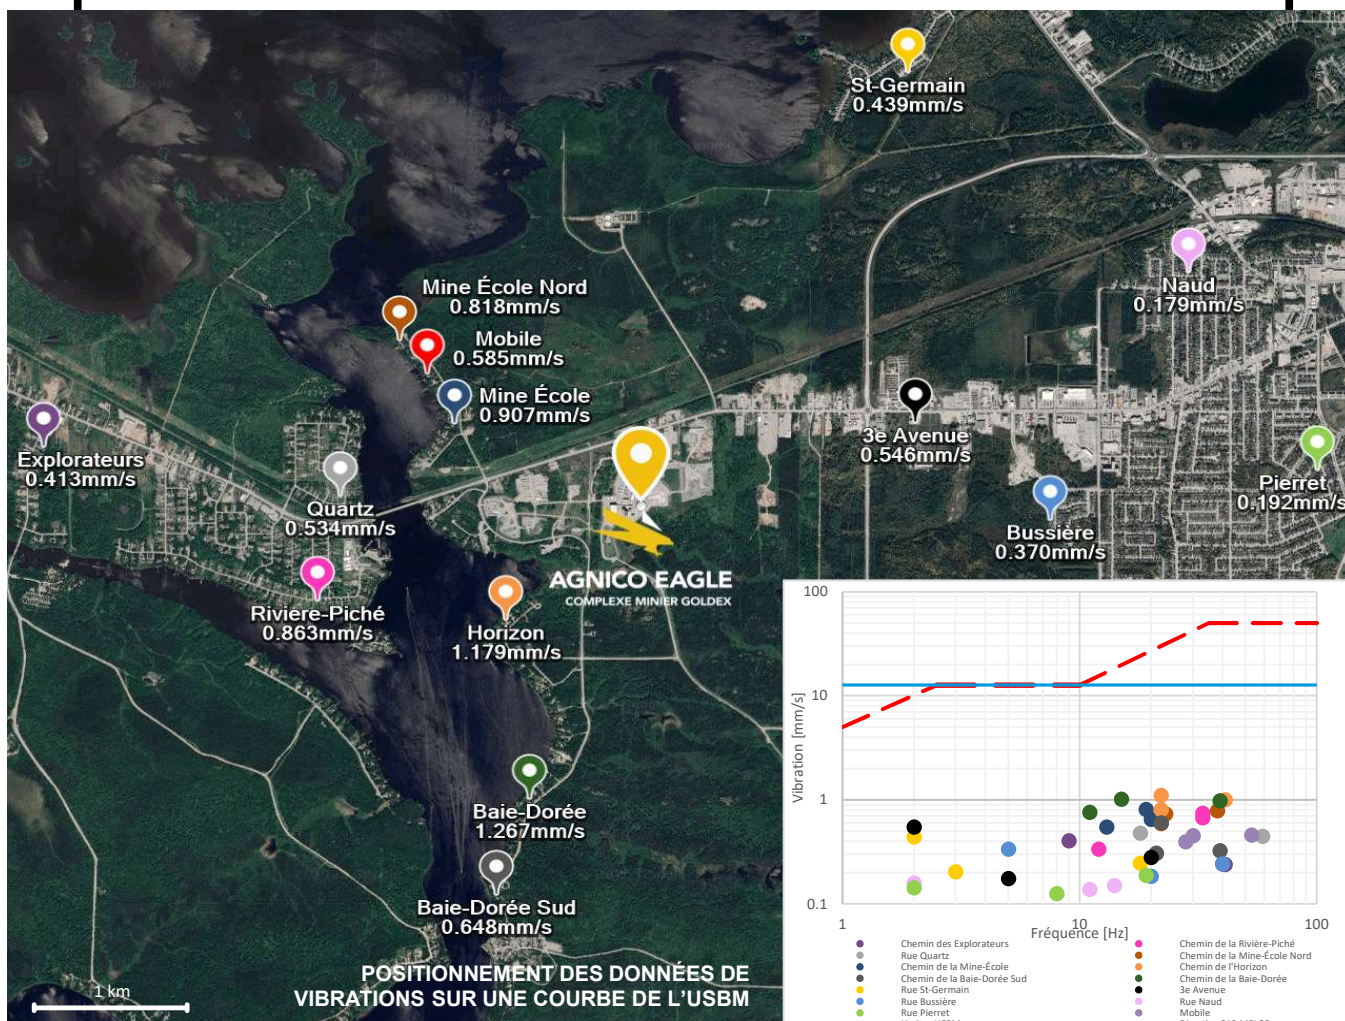 St-Germain
0.439mm/s
Naud
0.179mm/s
Mine École Nord
0.818mm/s
Mobile
0.585mm/s
Mine École
0.907mm/s
3e Avenue
0.546mm/s
Explorateurs
0.413mm/s
Quartz
0.534mm/s
Pierret
0.192mm/s
Bussière
0.370mm/s
AGNICO EAGLE
COMPLEXE MINIER GOLDEX
Riviere-Piché
0.863mm/s
Horizon
1.179mm/s
Baie-Dorée
1.267mm/s
Baie-Dorée Sud
0.648mm/s
POSITIONNEMENT DES DONNÉES DE
VIBRATIONS SUR UNE COURBE DE L'USBM
1 km
100
10
1
0.1
Vibration [mm/s]
1 10 100
Fréquence [Hz]
Chemin des Explorateurs
Chemin de la Rivière-Piché
Rue Quartz
Chemin de la Mine-École Nord
Chemin de la Mine-École
Chemin de l'Horizon
Chemin de la Baie-Dorée Sud
Chemin de la Baie-Dorée
Rue St-Germain
3e Avenue
Rue Bussière
Rue Naud
Rue Pierret
Mobile